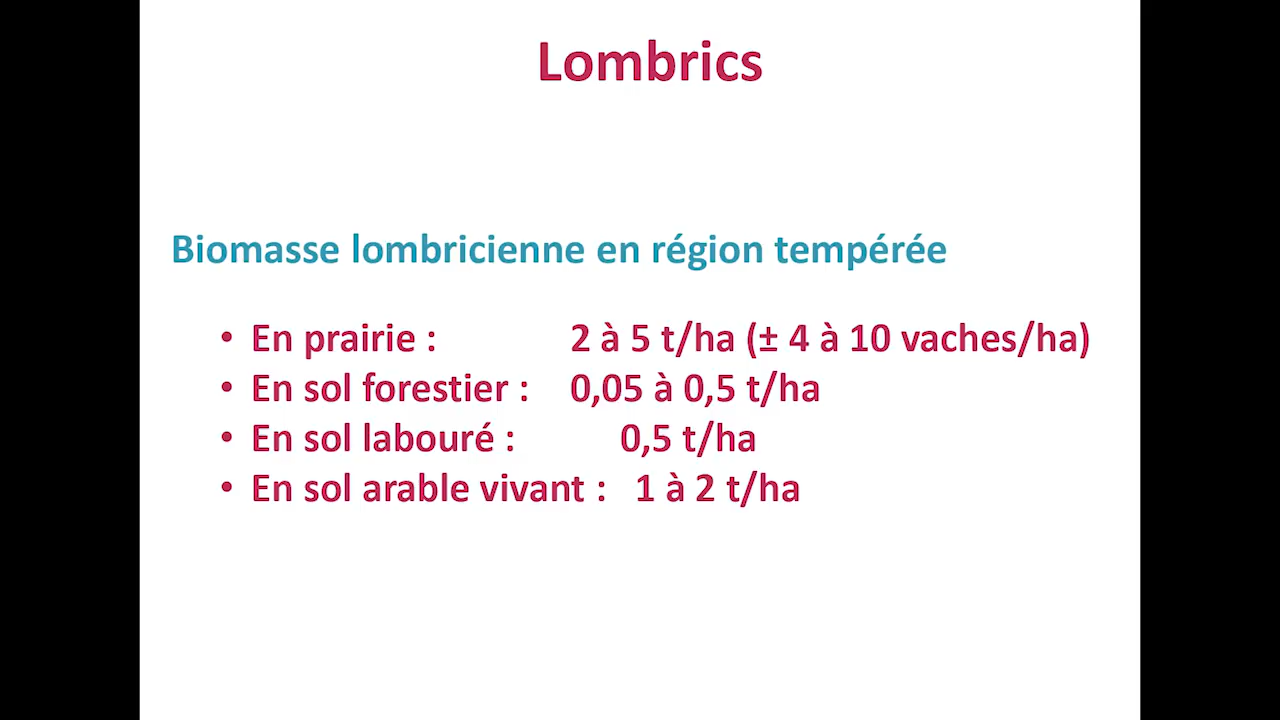 Lombrics
Biomasse lombricienne en région tempérée
• En prairie : 2 à 5 t/ha (± 4 à 10 vaches/ha)
• En sol forestier : 0,05 à 0,5 t/ha
• En sol labouré : 0,5 t/ha
• En sol arable vivant : 1 à 2 t/ha